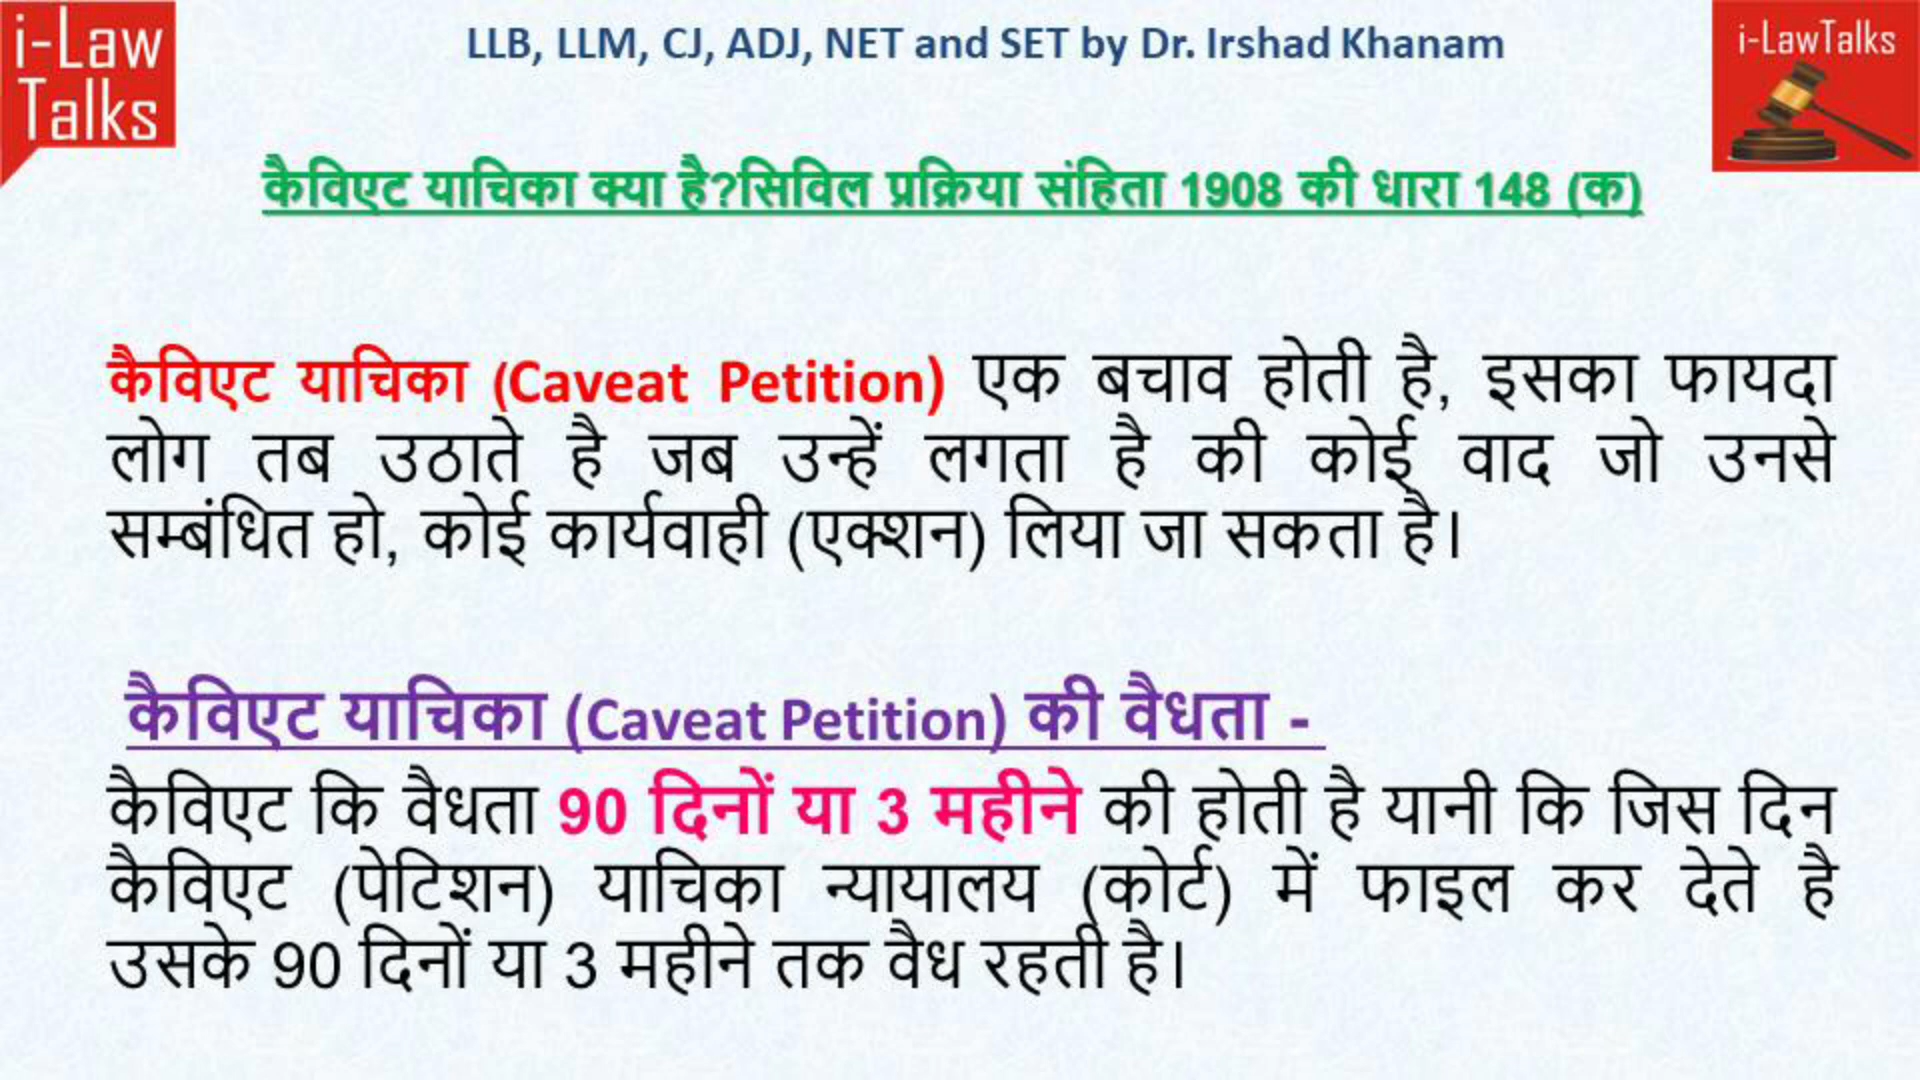 i-Law
Talks
LLB, LLM, CJ, ADJ, NET and SET by Dr. Irshad Khanam
i-LawTalks
कैविएट याचिका क्या है?सिविल प्रक्रिया संहिता 1908 की धारा 148 (क)
कैविएट याचिका (Caveat Petition) एक बचाव होती है, इसका फायदा
लोग तब उठाते है जब उन्हें लगता है की कोई वाद जो उनसे
सम्बंधित हो, कोई कार्यवाही (एक्शन) लिया जा सकता है।
कैविएट याचिका (Caveat Petition) की वैधता -
कैविएट कि वैधता 90 दिनों या 3 महीने की होती है यानी कि जिस दिन
कैविएट (पेटिशन) याचिका न्यायालय (कोर्ट) में फाइल कर देते है
उसके 90 दिनों या 3 महीने तक वैध रहती है।